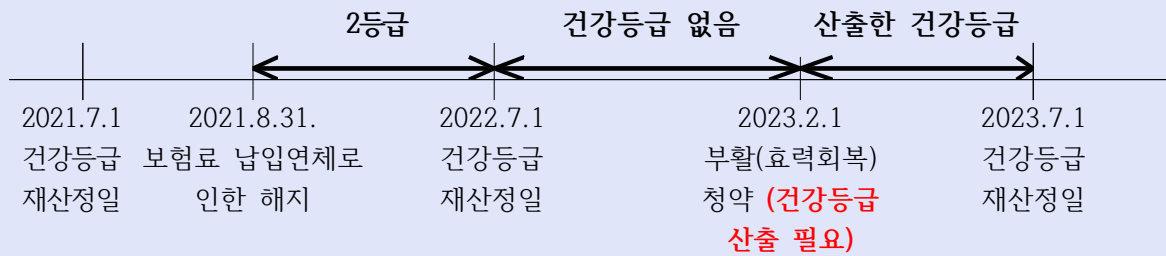 2등급 건강등급 없음 산출한 건강등급
2021.7.1 2021.8.31. 2022.7.1 2023.2.1 2023.7.1
건강등급 보험료 납입연체로 건강등급 부활(효력회복) 건강등급
재산정일 인한 해지 재산정일 청약 (건강등급 재산정일
산출 필요)